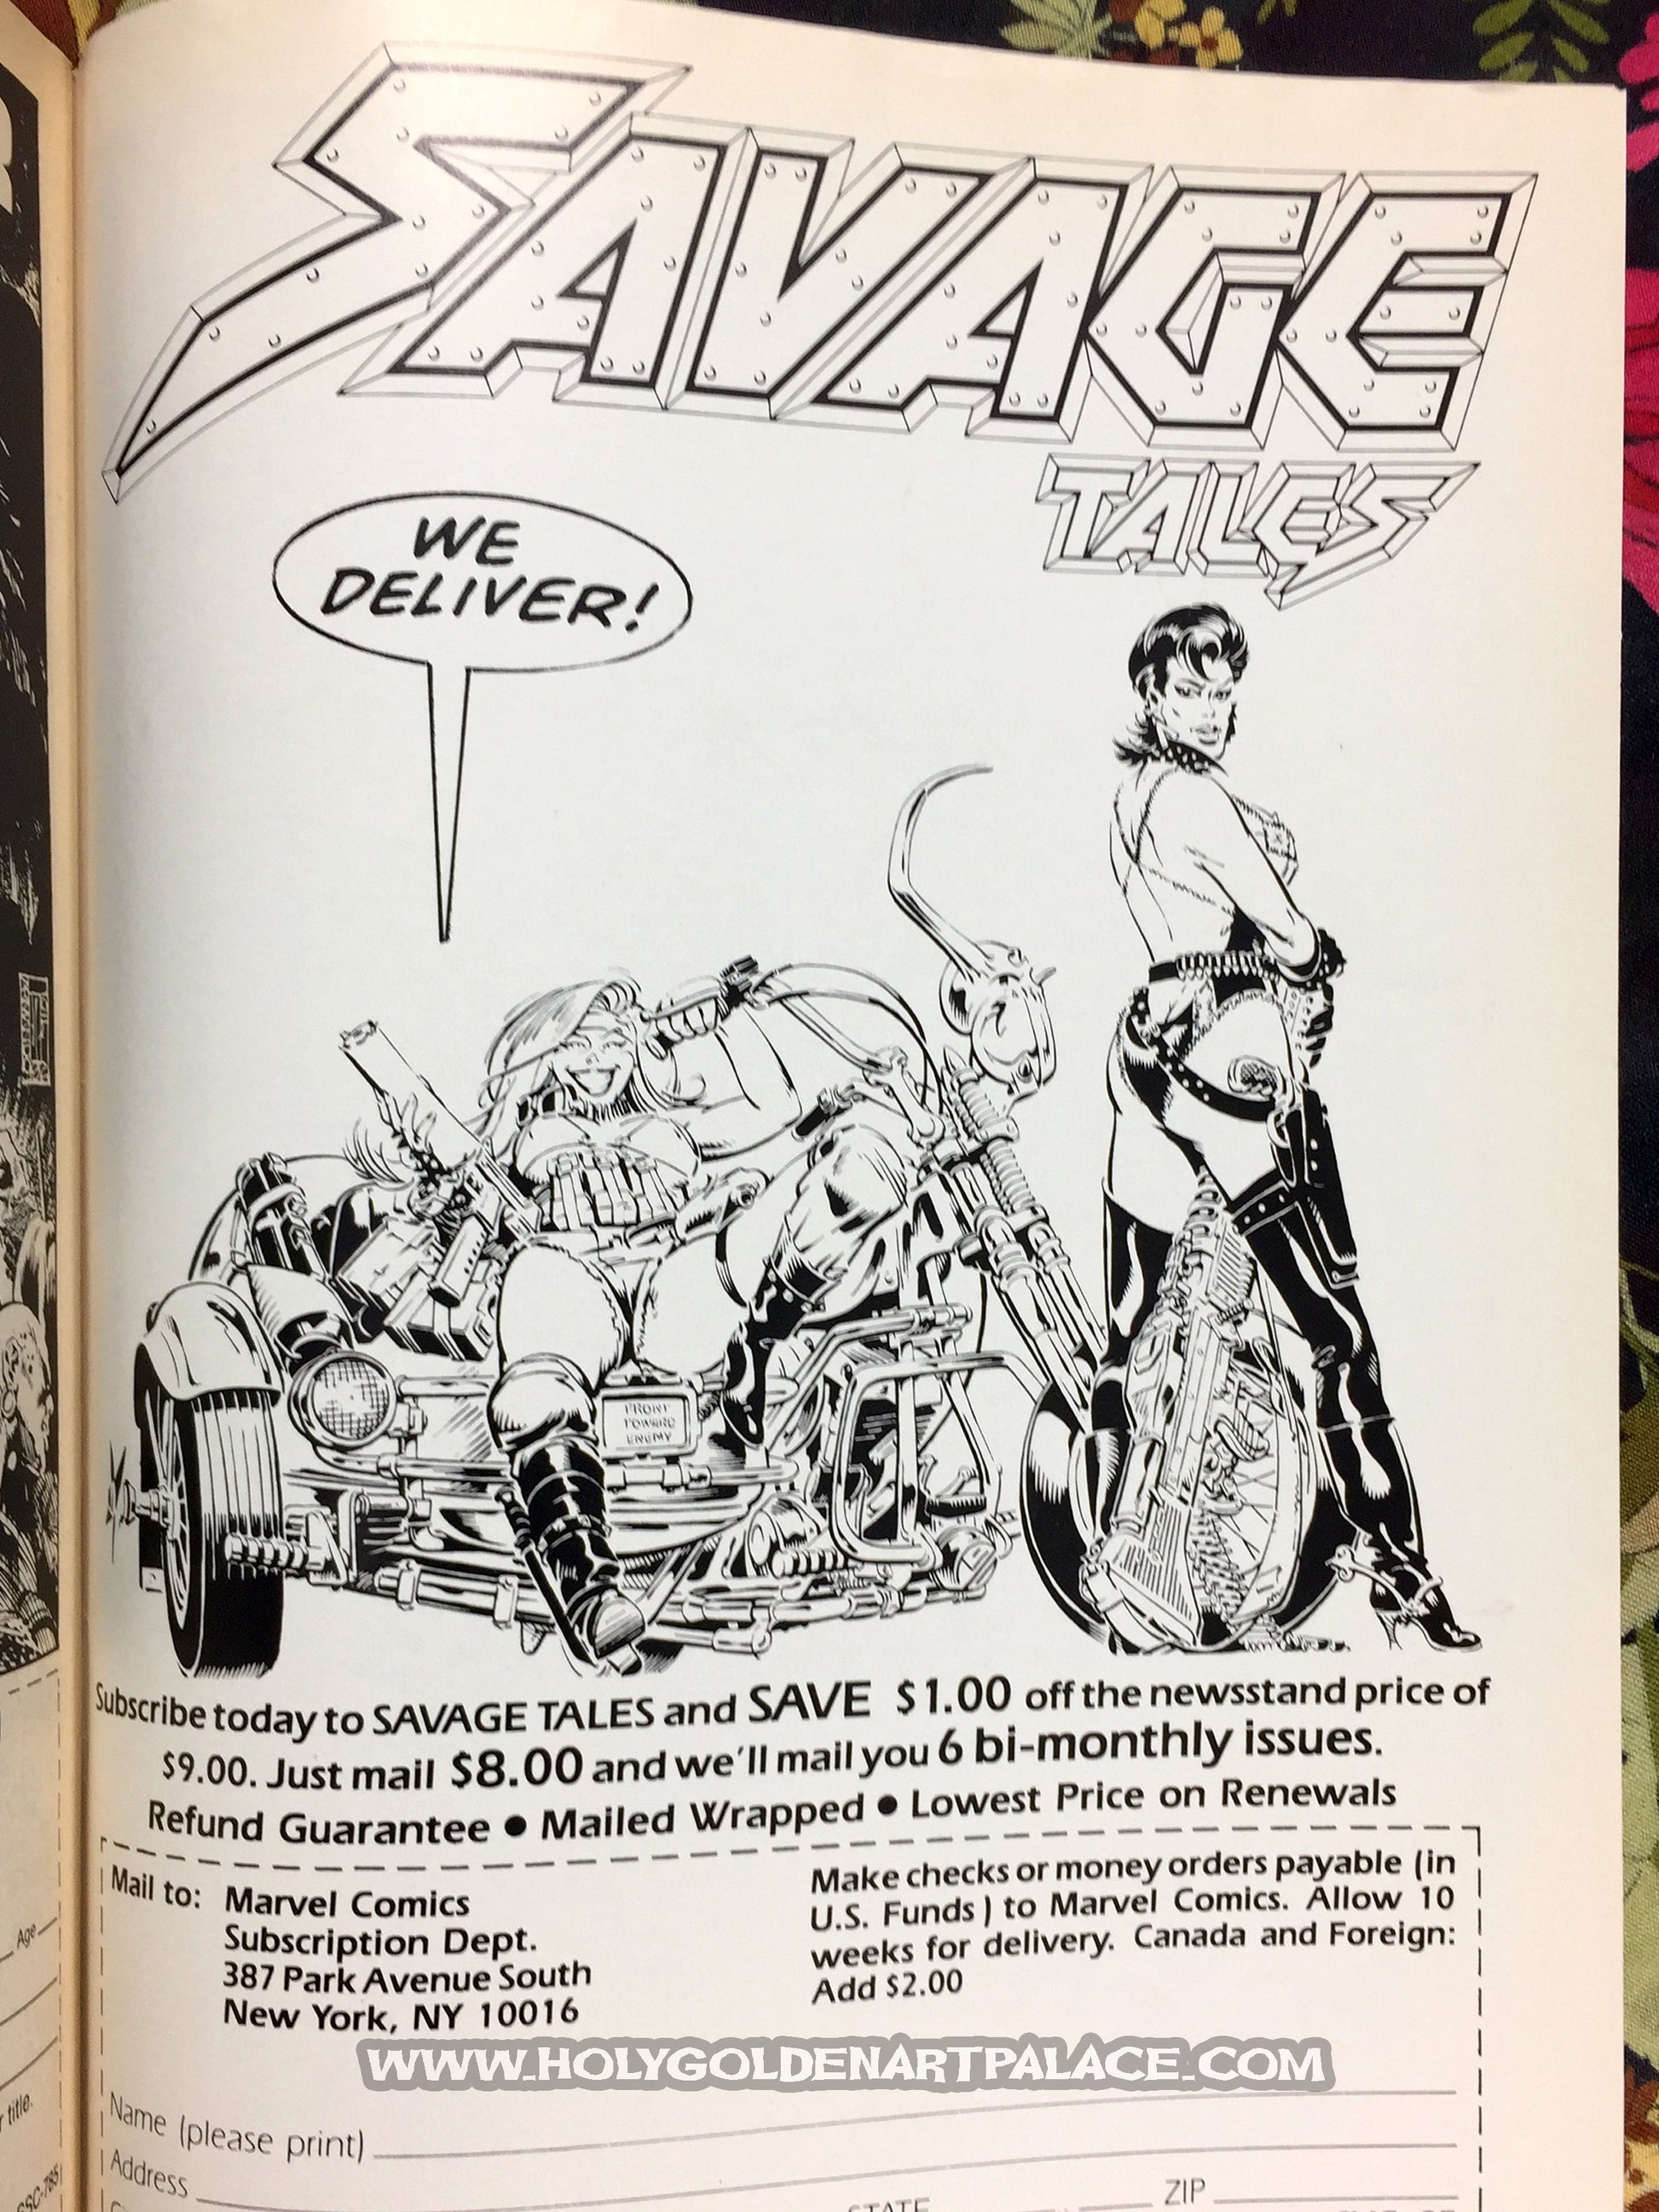 SAVAGE
TALES
WE
DELIVER!
FRONT
TOWARD
ENEMY
Subscribe today to SAVAGE TALES and SAVE $1.00 off the newsstand price of
$9.00. Just mail $8.00 and we'll mail you 6 bi-monthly issues.
Refund Guarantee ● Mailed Wrapped ● Lowest Price on Renewals
Mail to: Marvel Comics
Subscription Dept.
387 Park Avenue South
New York, NY 10016
Make checks or money orders payable (in
U.S. Funds) to Marvel Comics. Allow 10
weeks for delivery. Canada and Foreign:
Add $2.00
WWW.HOLYGOLDENARTPALACE.COM
Name (please print)
Address
STATE
ZIP
Age
title.